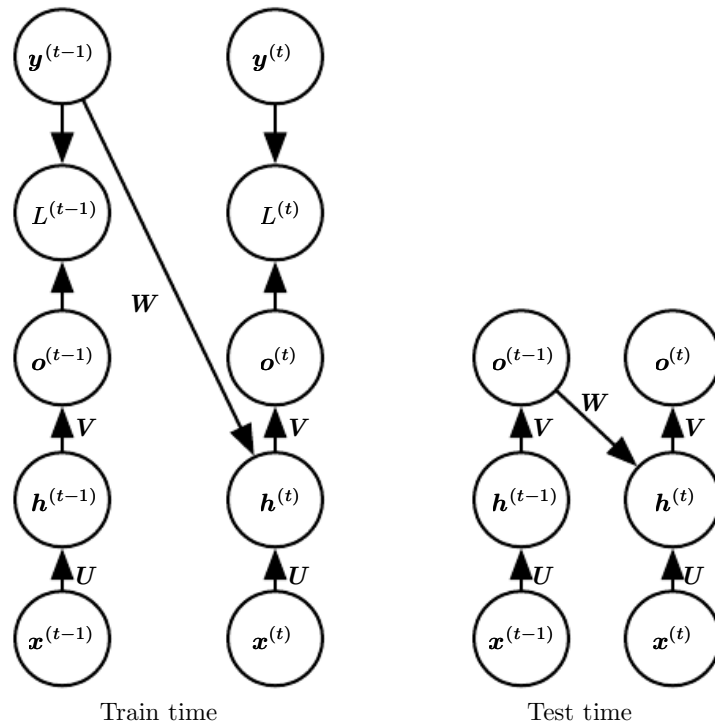 y^(t−1) y^(t)
L^(t−1) L^(t)
W
o^(t−1) o^(t) o^(t−1) o^(t)
W
V V V V
h^(t−1) h^(t) h^(t−1) h^(t)
U U U U
x^(t−1) x^(t) x^(t−1) x^(t)
Train time Test time